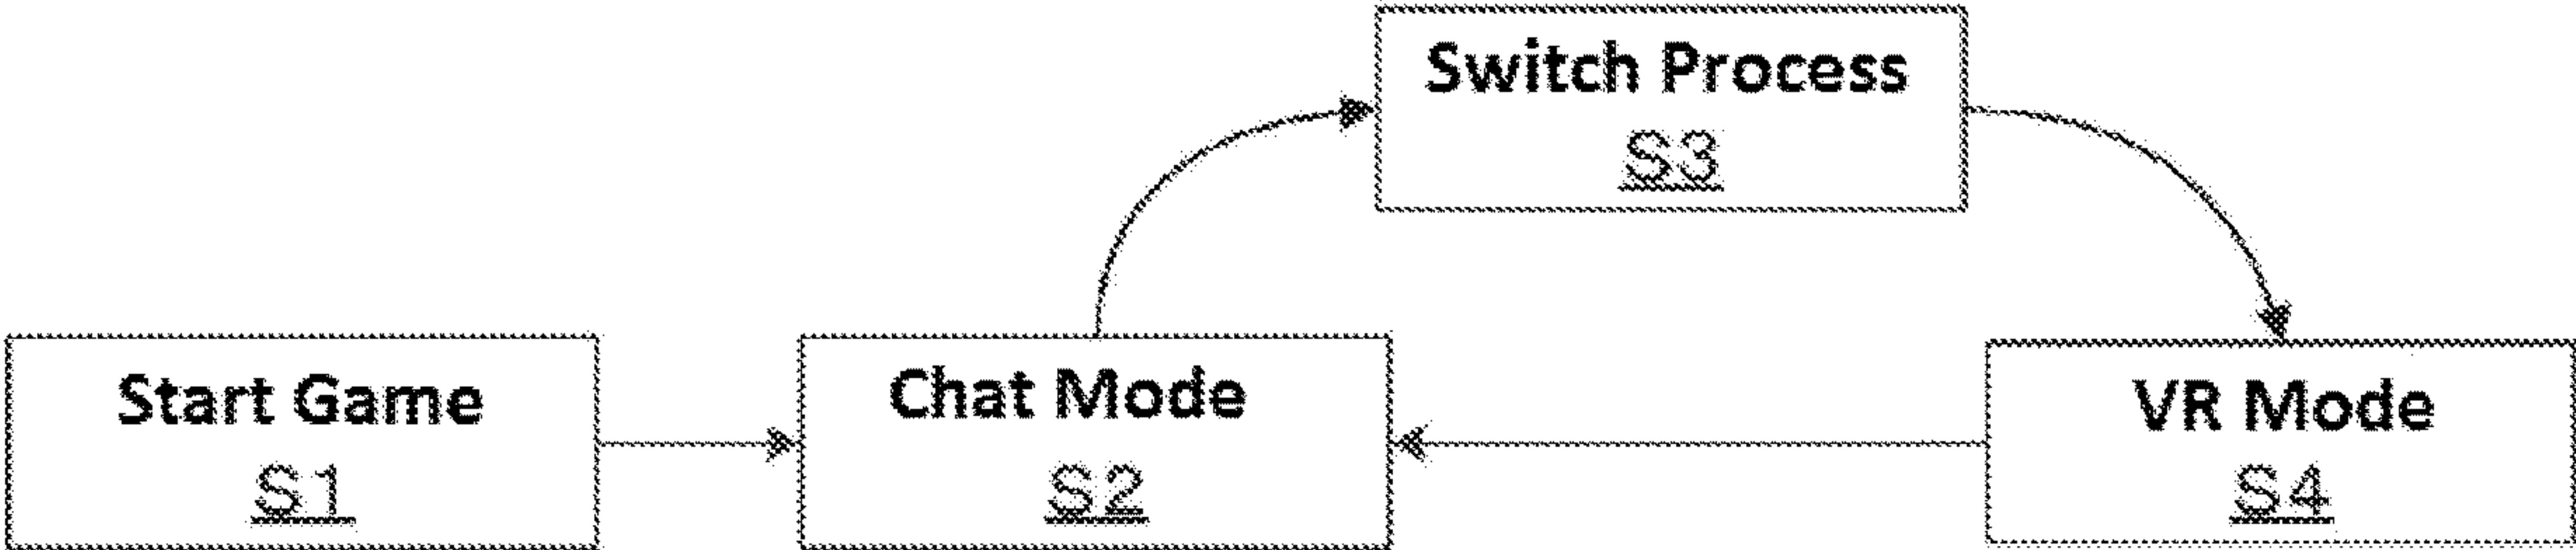 Switch Process
S3
Start Game
S1
Chat Mode
S2
VR Mode
S4